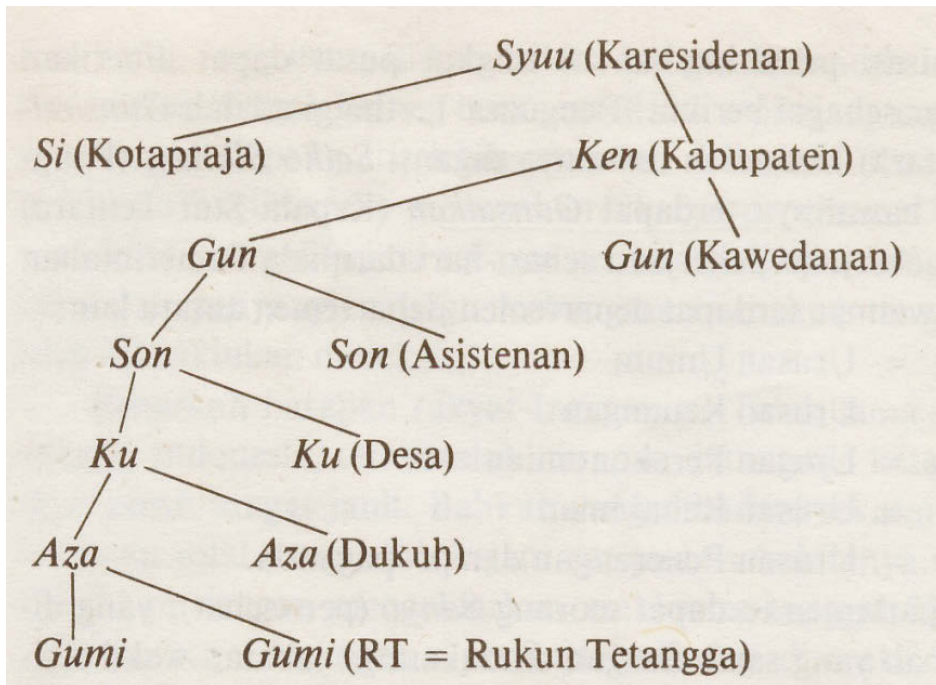 Syuu (Karesidenan)
Si (Kotapraja) Ken (Kabupaten)
Gun Gun (Kawedanan)
Son Son (Asistenan)
Ku Ku (Desa)
Aza Aza (Dukuh)
Gumi Gumi (RT = Rukun Tetangga)